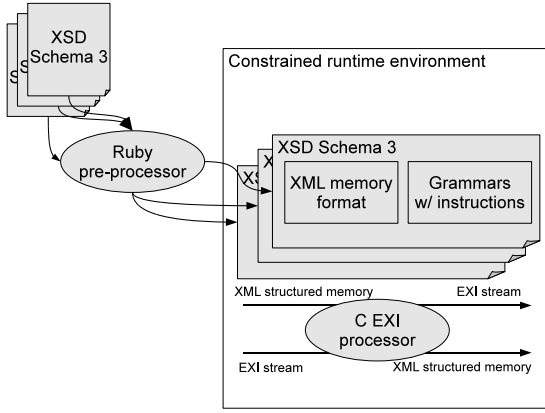 XSD
Schema 3
S
S
Constrained runtime environment
Ruby
pre-processor
XSD Schema 3
X
XS
XML memory
format
Grammars
w/ instructions
XML structured memory
EXI stream
C EXI
processor
EXI stream
XML structured memory